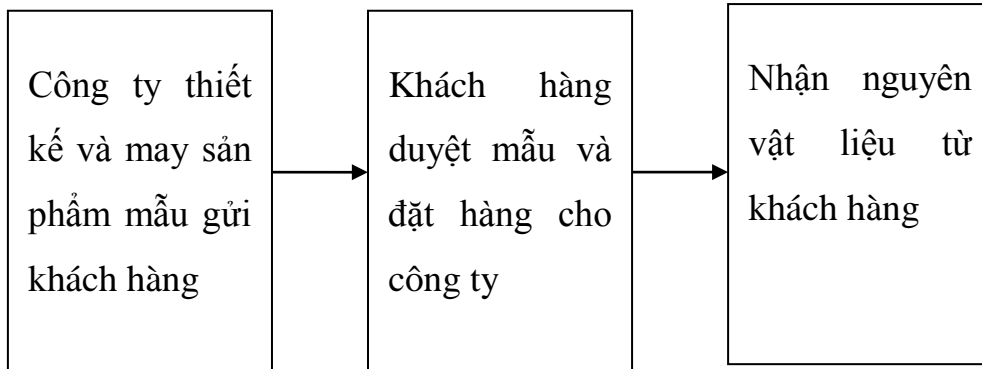 Công ty thiết
kế và may sản
phẩm mẫu gửi
khách hàng
Khách hàng
duyệt mẫu và
đặt hàng cho
công ty
Nhận nguyên
vật liệu từ
khách hàng